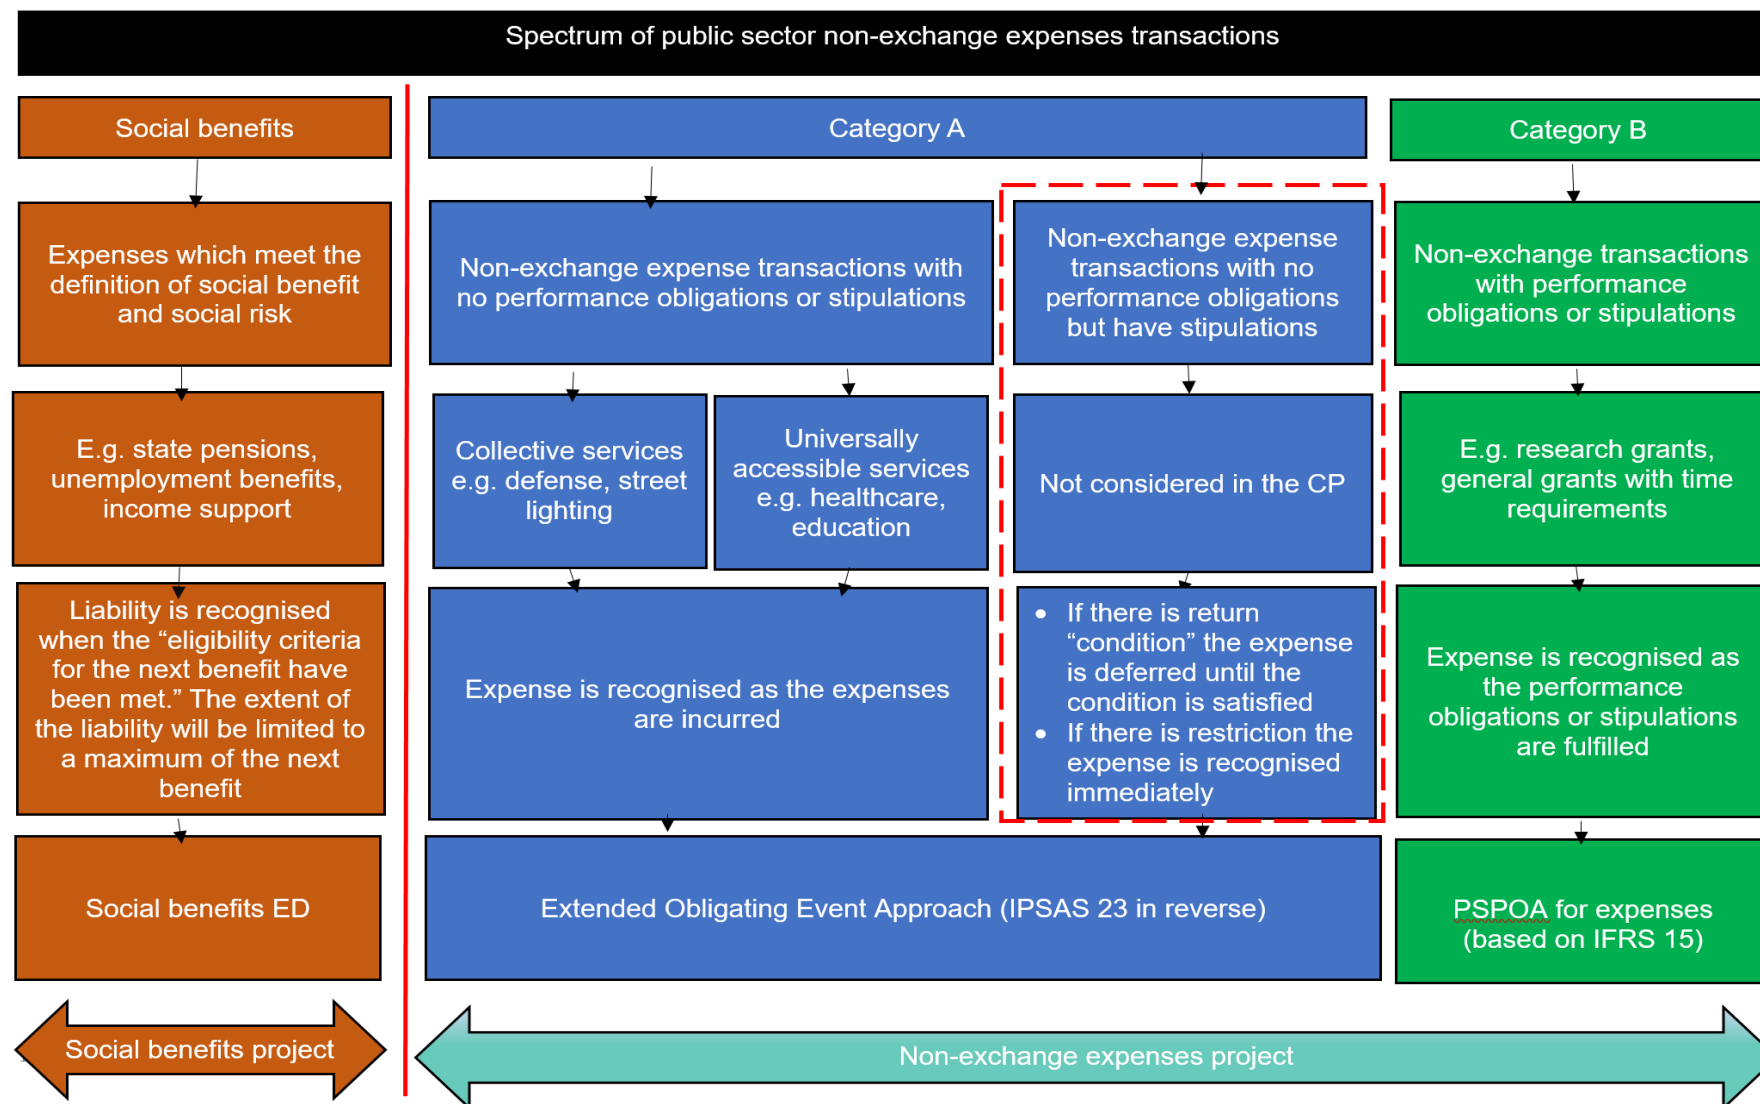 Spectrum of public sector non-exchange expenses transactions
Social benefits
Category A
Category B
Expenses which meet the
definition of social benefit
and social risk
Non-exchange expense transactions with
no performance obligations or stipulations
Non-exchange expense
transactions with no
performance obligations
but have stipulations
Non-exchange transactions
with performance
obligations or stipulations
E.g. state pensions,
unemployment benefits,
income support
Collective services
e.g. defense, street
lighting
Universally
accessible services
e.g. healthcare,
education
Not considered in the CP
E.g. research grants,
general grants with time
requirements
Liability is recognised
when the “eligibility criteria
for the next benefit have
been met.” The extent of
the liability will be limited to
a maximum of the next
benefit
Expense is recognised as the expenses
are incurred
• If there is return
“condition” the expense
is deferred until the
condition is satisfied
• If there is restriction the
expense is recognised
immediately
Expense is recognised as
the performance
obligations or stipulations
are fulfilled
Social benefits ED
Extended Obligating Event Approach (IPSAS 23 in reverse)
PSPOA for expenses
(based on IFRS 15)
Social benefits project
Non-exchange expenses project